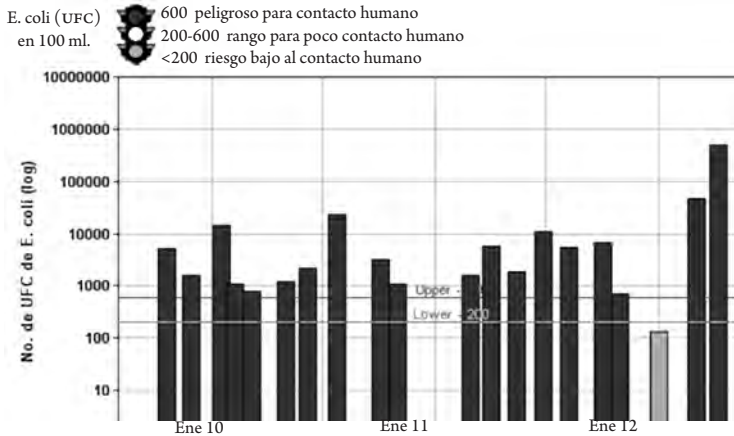 E. coli (UFC)
en 100 ml.
600 peligroso para contacto humano
200-600 rango para poco contacto humano
<200 riesgo bajo al contacto humano
No. de UFC de E. coli (log)
10000000
1000000
100000
10000
1000
100
10
Upper -
Lower - 200
Ene 10 Ene 11 Ene 12